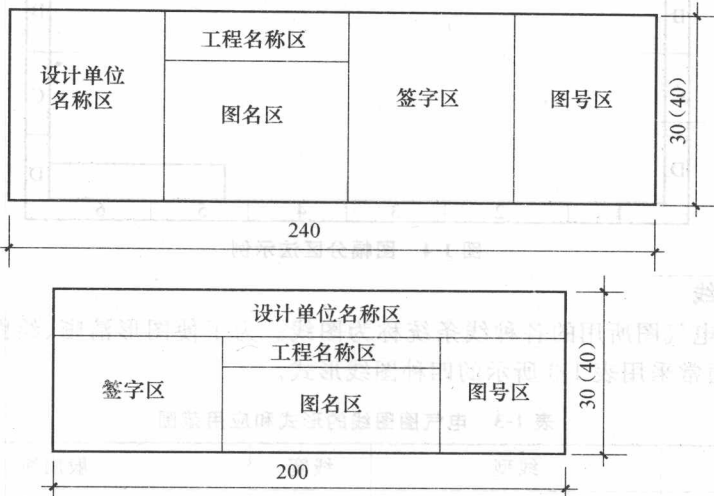 设计单位
名称区
工程名称区
图名区
签字区
图号区
30(40)
240
设计单位名称区
签字区
工程名称区
图名区
图号区
30(40)
200